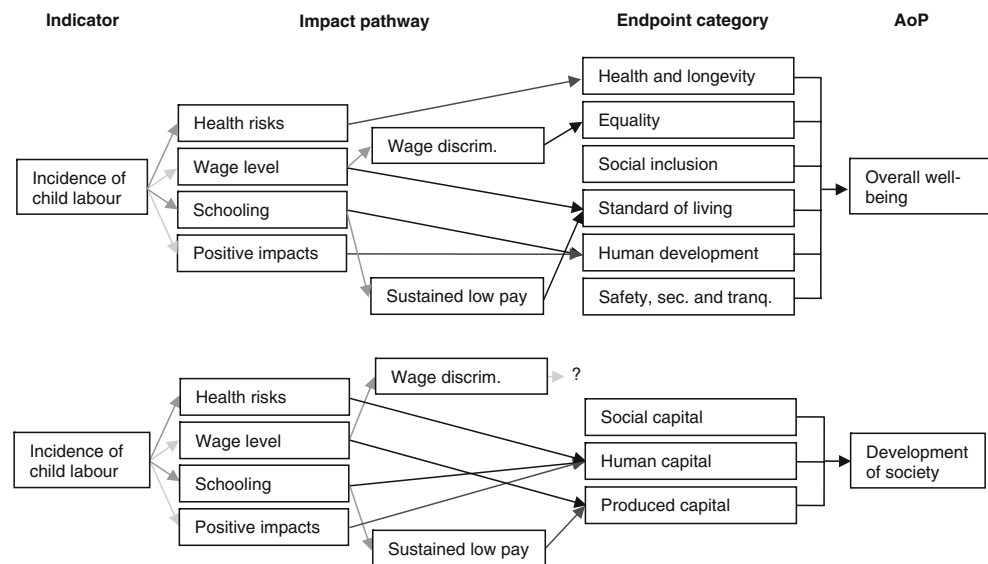 Indicator
Impact pathway
Endpoint category
AoP
Incidence of
child labour
Health risks
Wage level
Schooling
Positive impacts
Wage discrim.
Sustained low pay
Health and longevity
Equality
Social inclusion
Standard of living
Human development
Safety, sec. and tranq.
Overall well-
being
Incidence of
child labour
Health risks
Wage level
Schooling
Positive impacts
Wage discrim.
?
Sustained low pay
Social capital
Human capital
Produced capital
Development
of society